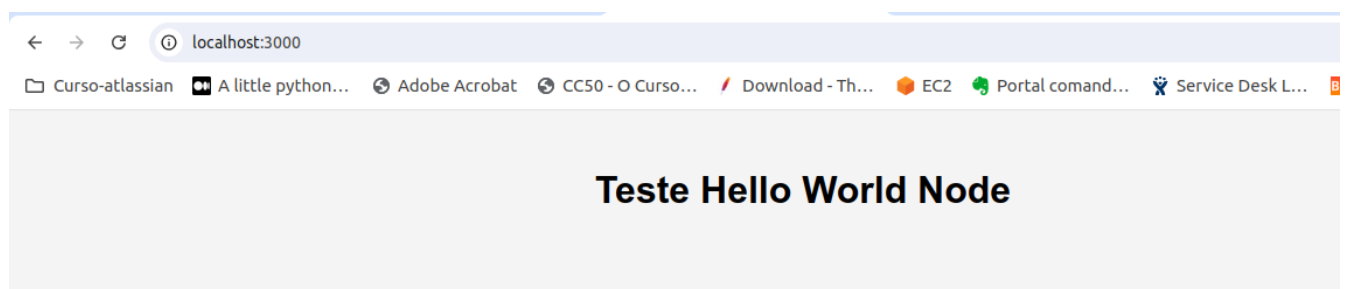 localhost:3000
Curso-atlassian A little python... Adobe Acrobat CC50 - O Curso... Download - Th... EC2 Portal comand... Service Desk L... B
Teste Hello World Node